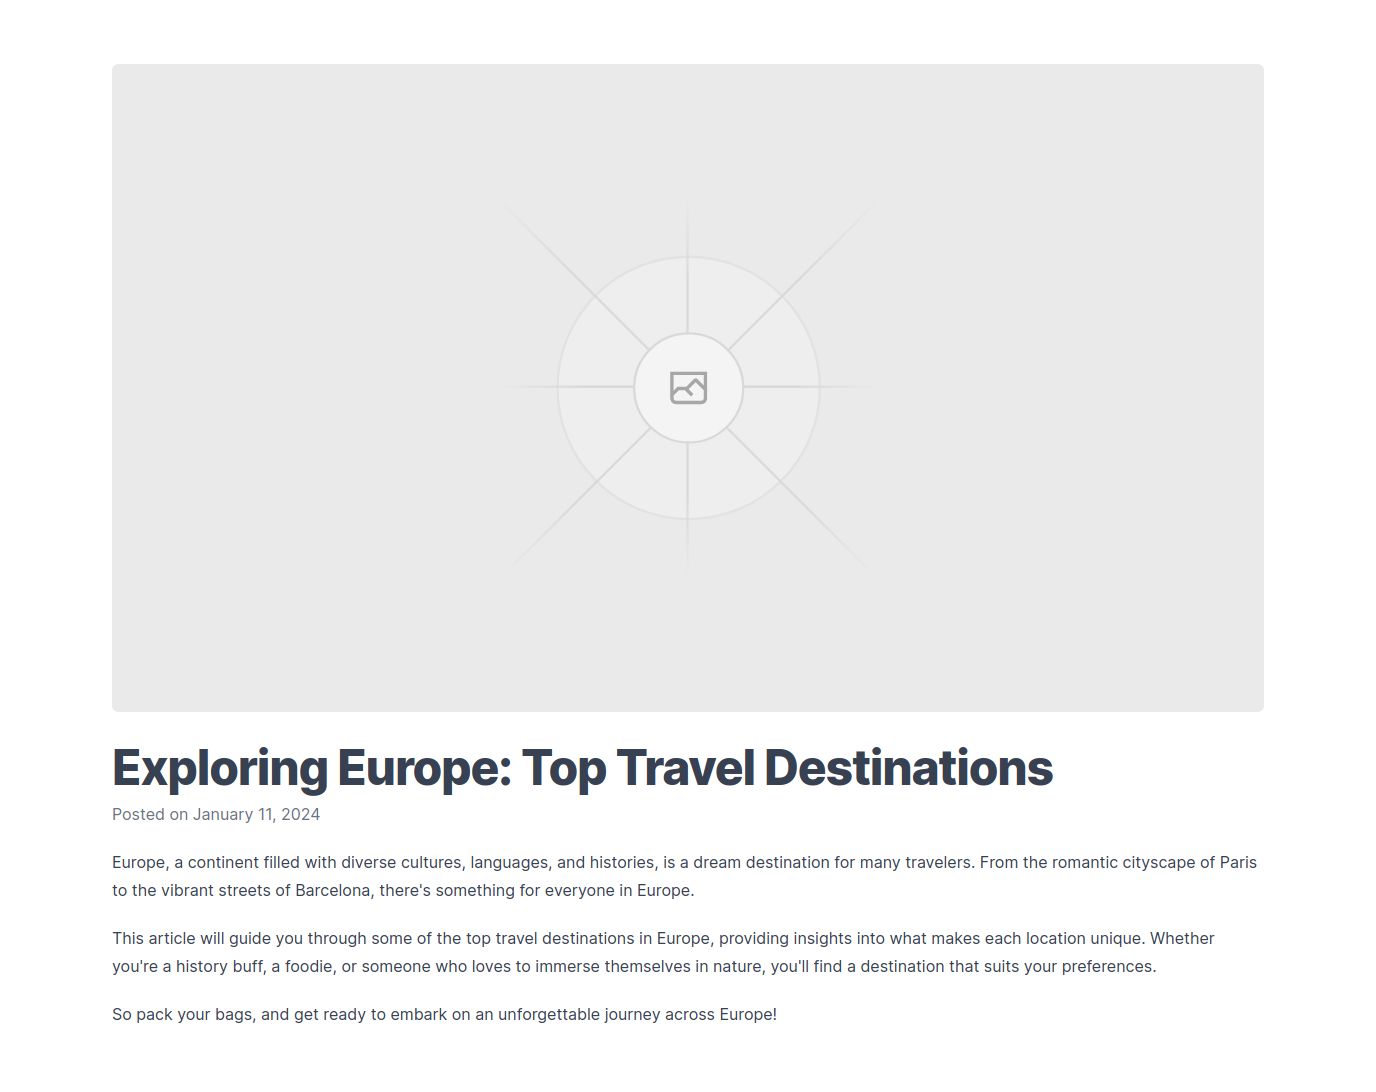 Exploring Europe: Top Travel Destinations
Posted on January 11, 2024
Europe, a continent filled with diverse cultures, languages, and histories, is a dream destination for many travelers. From the romantic cityscape of Paris
to the vibrant streets of Barcelona, there's something for everyone in Europe.
This article will guide you through some of the top travel destinations in Europe, providing insights into what makes each location unique. Whether
you're a history buff, a foodie, or someone who loves to immerse themselves in nature, you'll find a destination that suits your preferences.
So pack your bags, and get ready to embark on an unforgettable journey across Europe!